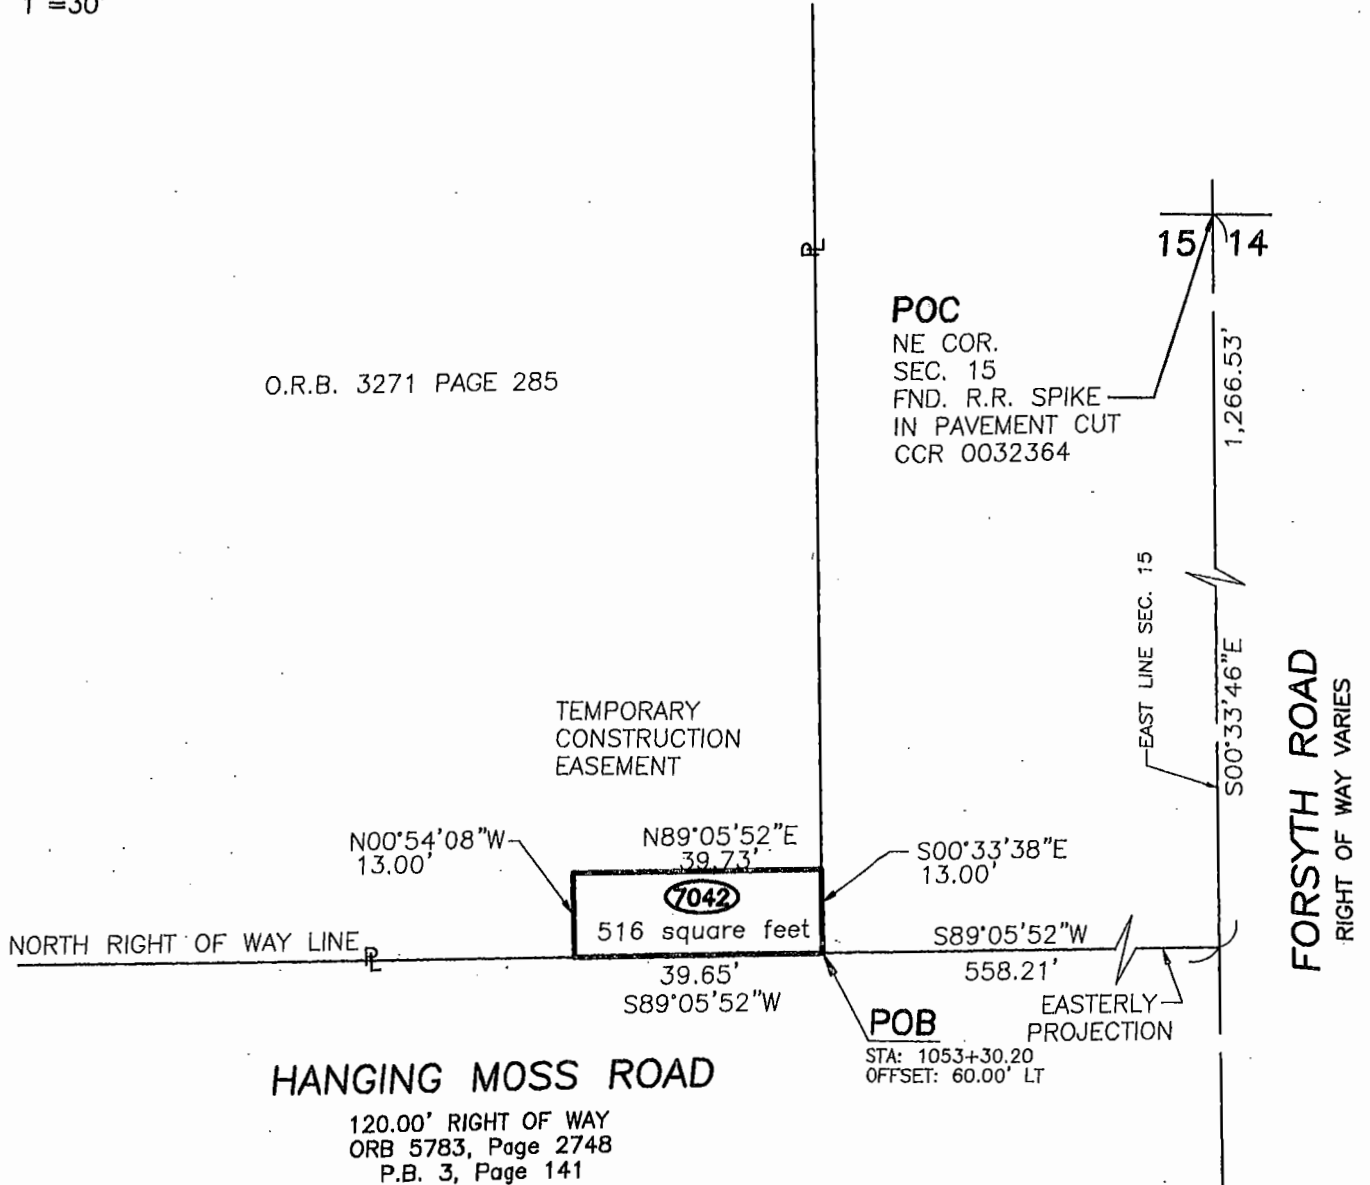 1"=30'
15 14
POC
NE COR.
SEC. 15
FND. R.R. SPIKE
IN PAVEMENT CUT
CCR 0032364
1,266.53'
O.R.B. 3271 PAGE 285
EAST LINE SEC. 15
S00°33'46"E
FORSYTH ROAD
RIGHT OF WAY VARIES
TEMPORARY
CONSTRUCTION
EASEMENT
N00°54'08"W
13.00'
N89°05'52"E
39.73'
S00°33'38"E
13.00'
7042
516 square feet
NORTH RIGHT OF WAY LINE
PL
PL
S89°05'52"W
558.21'
39.65'
S89°05'52"W
EASTERLY
PROJECTION
POB
STA: 1053+30.20
OFFSET: 60.00' LT
HANGING MOSS ROAD
120.00' RIGHT OF WAY
ORB 5783, Page 2748
P.B. 3, Page 141